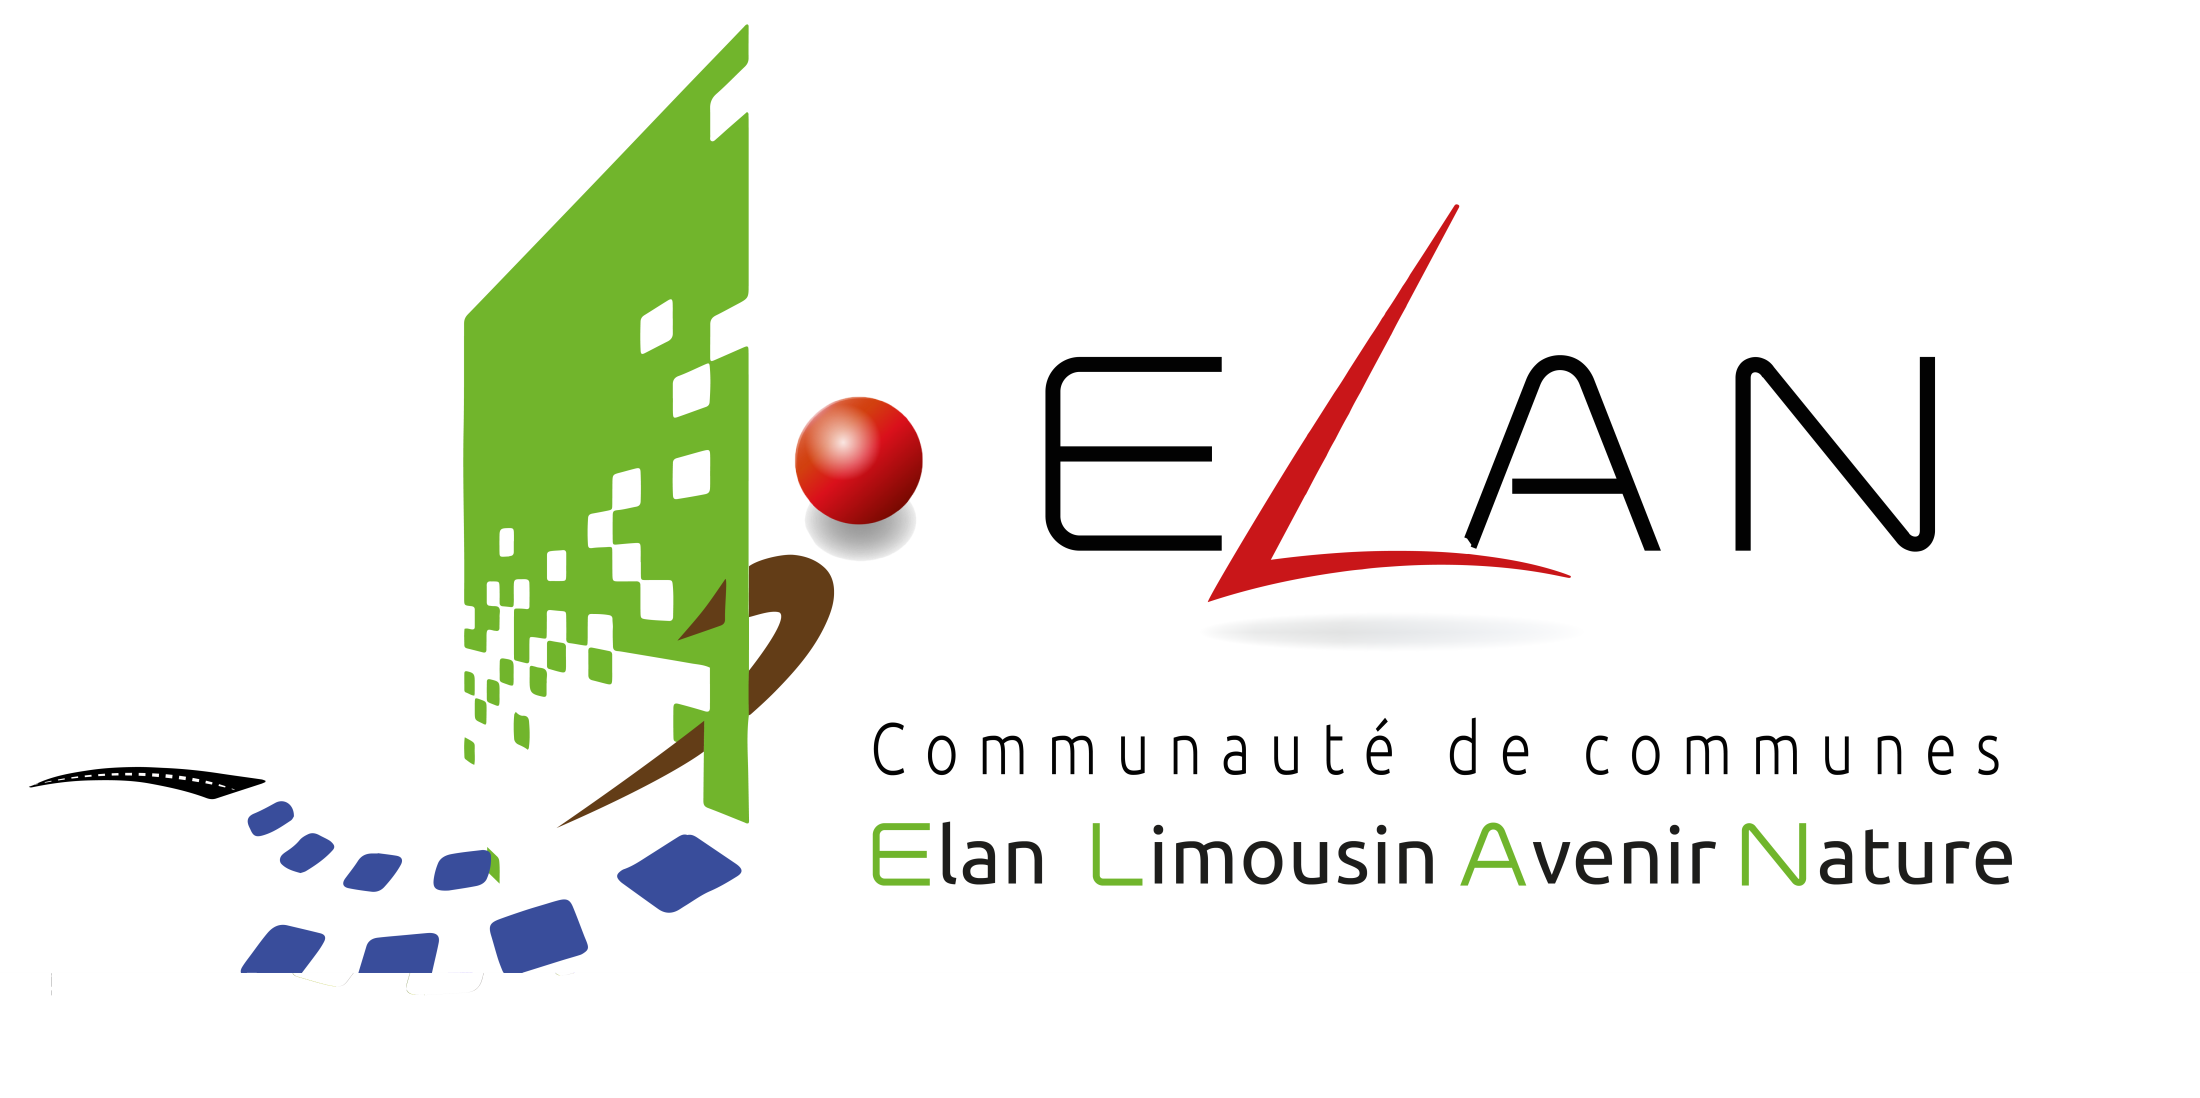 ELAN
Communauté de communes
Elan Limousin Avenir Nature